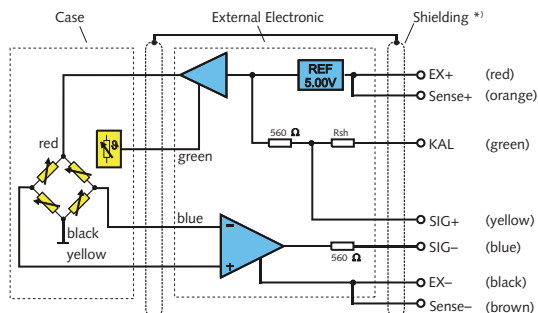 Case
External Electronic
Shielding *)
REF
5.00V
EX+ (red)
Sense+ (orange)
560 Ω
Rsh
KAL (green)
ϑ
red
green
SIG+ (yellow)
blue
−
+
560 Ω
SIG− (blue)
black
yellow
EX− (black)
Sense− (brown)